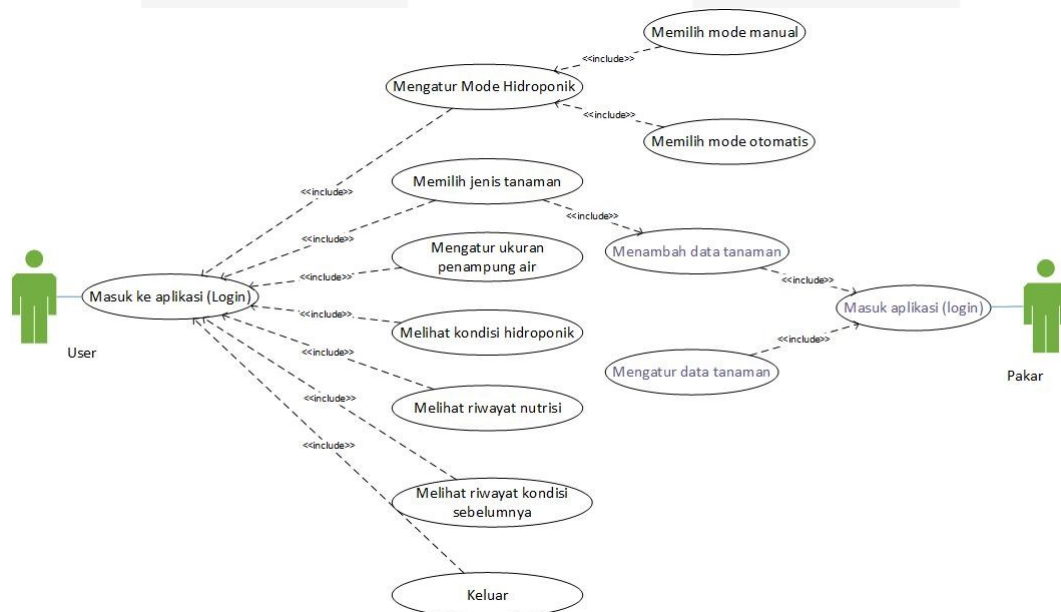 Memilih mode manual
<<include>>
Mengatur Mode Hidroponik
<<include>>
Memilih mode otomatis
<<include>>
Memilih jenis tanaman
<<include>>
<<include>>
Menambah data tanaman
Mengatur ukuran
penampung air
<<include>>
<<include>>
Masuk ke aplikasi (Login)
Masuk aplikasi (login)
<<include>>
Melihat kondisi hidroponik
<<include>>
User
<<include>>
Mengatur data tanaman
Pakar
Melihat riwayat nutrisi
<<include>>
<<include>>
Melihat riwayat kondisi
sebelumnya
Keluar